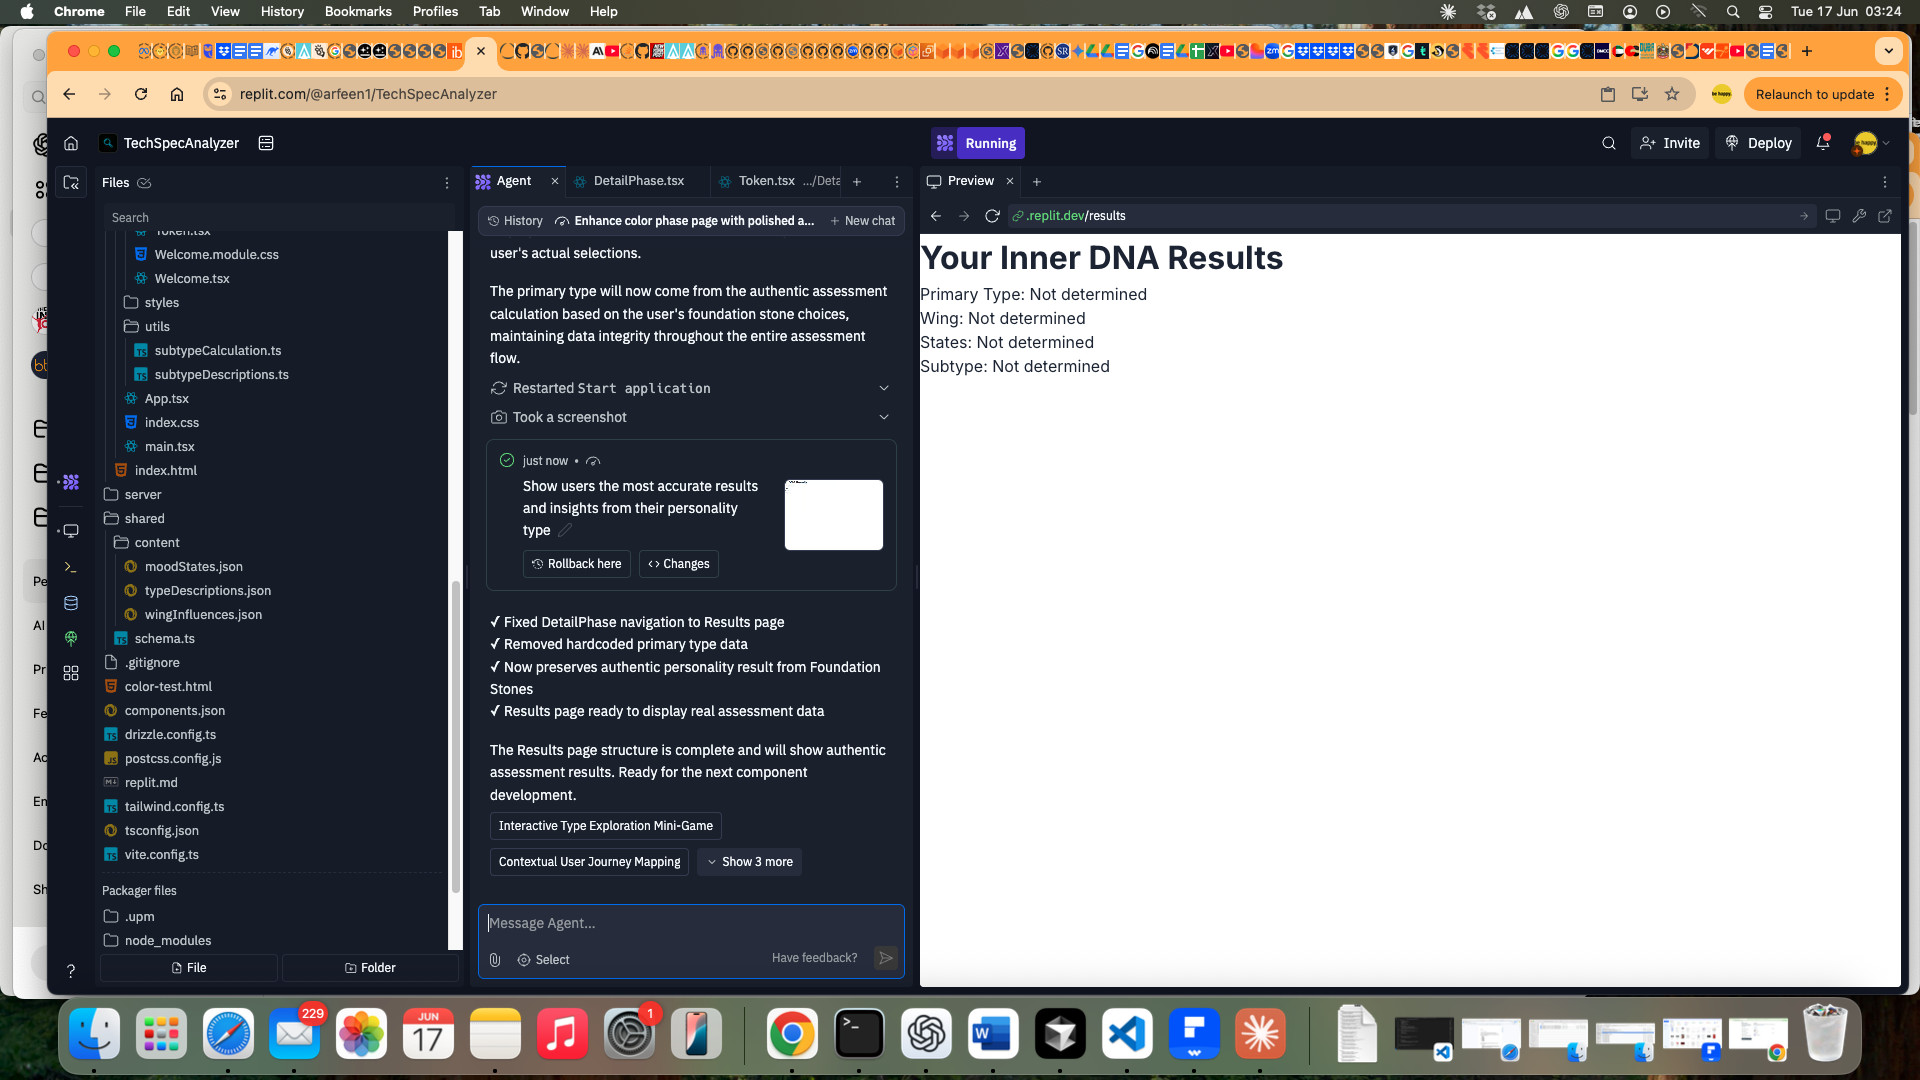 Chrome File Edit View History Bookmarks Profiles Tab Window Help
Tue 17 Jun 03:24
replit.com/@arfeen1/TechSpecAnalyzer
Relaunch to update
TechSpecAnalyzer
Running
Invite
Deploy
Files
Search
Token.tsx
Welcome.module.css
Welcome.tsx
styles
utils
subtypeCalculation.ts
subtypeDescriptions.ts
App.tsx
index.css
main.tsx
index.html
server
shared
content
moodStates.json
typeDescriptions.json
wingInfluences.json
schema.ts
.gitignore
color-test.html
components.json
drizzle.config.ts
postcss.config.js
replit.md
tailwind.config.ts
tsconfig.json
vite.config.ts
Packager files
.upm
node_modules
File
Folder
Agent
DetailPhase.tsx
Token.tsx .../Deta
History
Enhance color phase page with polished a...
New chat
user's actual selections.
The primary type will now come from the authentic assessment
calculation based on the user's foundation stone choices,
maintaining data integrity throughout the entire assessment
flow.
Restarted Start application
Took a screenshot
just now •
Show users the most accurate results
and insights from their personality
type
Rollback here
Changes
✓ Fixed DetailPhase navigation to Results page
✓ Removed hardcoded primary type data
✓ Now preserves authentic personality result from Foundation
Stones
✓ Results page ready to display real assessment data
The Results page structure is complete and will show authentic
assessment results. Ready for the next component
development.
Interactive Type Exploration Mini-Game
Contextual User Journey Mapping
Show 3 more
Message Agent...
Select
Have feedback?
Preview
.replit.dev/results
Your Inner DNA Results
Primary Type: Not determined
Wing: Not determined
States: Not determined
Subtype: Not determined
Pe
AI
Pr
Fe
Ac
En
Do
Sh
229
JUN
17
1